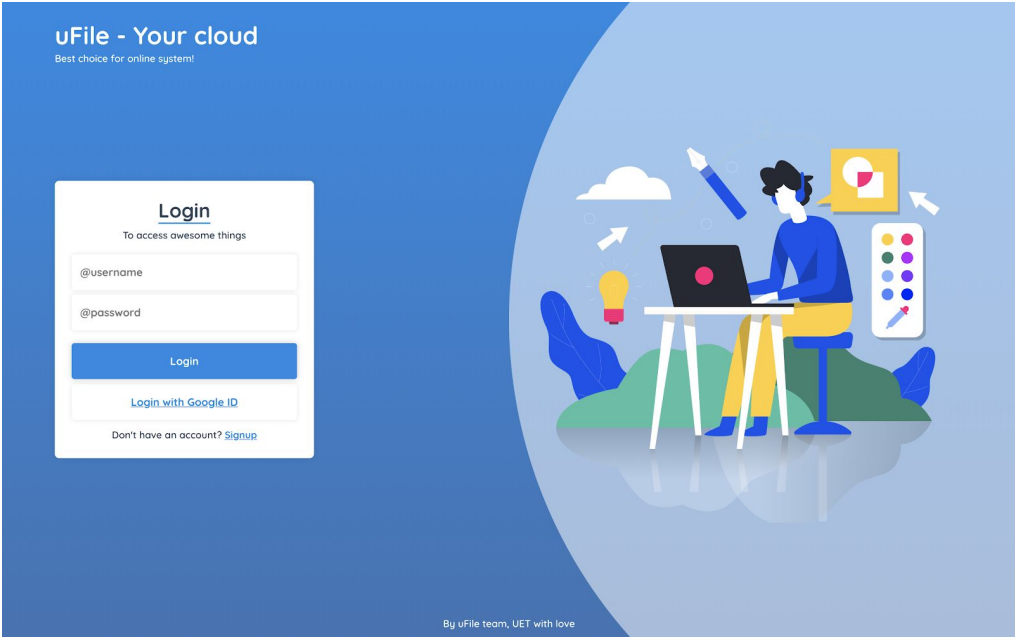 uFile - Your cloud
Best choice for online system!
Login
To access awesome things
@username
@password
Login
Login with Google ID
Don't have an account? Signup
By uFile team, UET with love